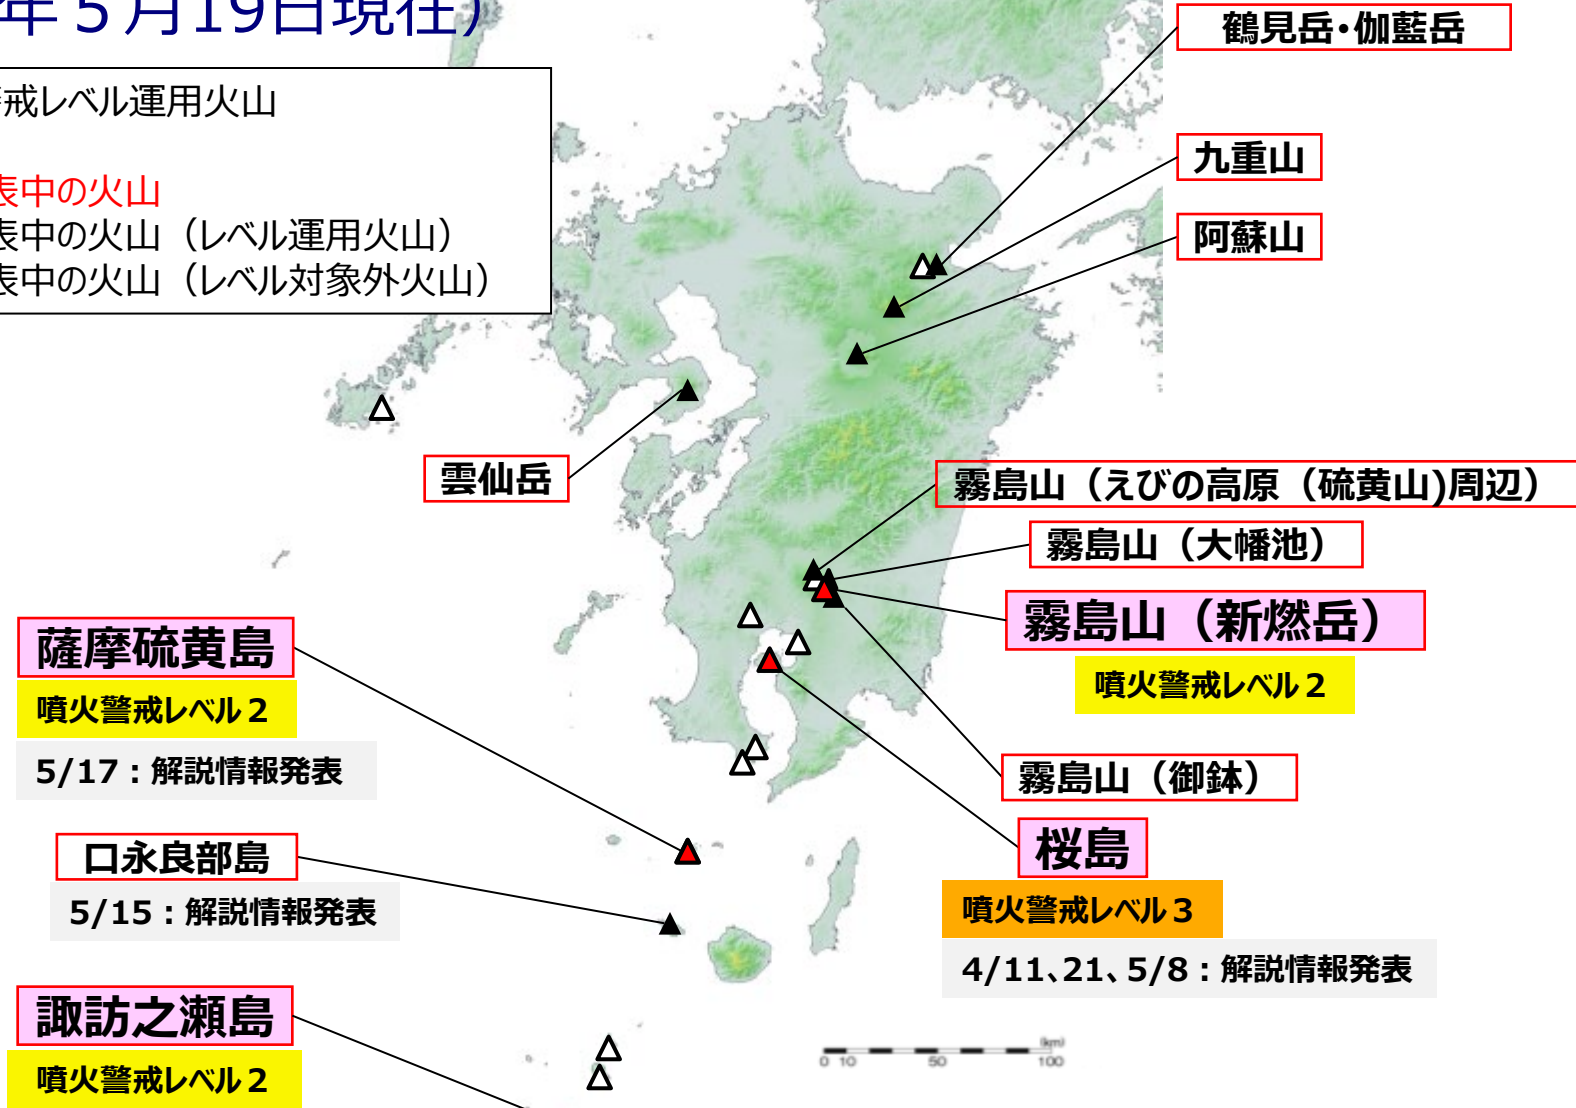 年５月19日現在）
戒レベル運用火山
表中の火山
表中の火山（レベル運用火山）
表中の火山（レベル対象外火山）
鶴見岳・伽藍岳
九重山
阿蘇山
雲仙岳
霧島山（えびの高原（硫黄山)周辺）
霧島山（大幡池）
霧島山（新燃岳）
噴火警戒レベル２
薩摩硫黄島
噴火警戒レベル２
5/17：解説情報発表
霧島山（御鉢）
口永良部島
5/15：解説情報発表
桜島
噴火警戒レベル３
4/11、21、5/8：解説情報発表
諏訪之瀬島
噴火警戒レベル２
(km)
0 10 50 100